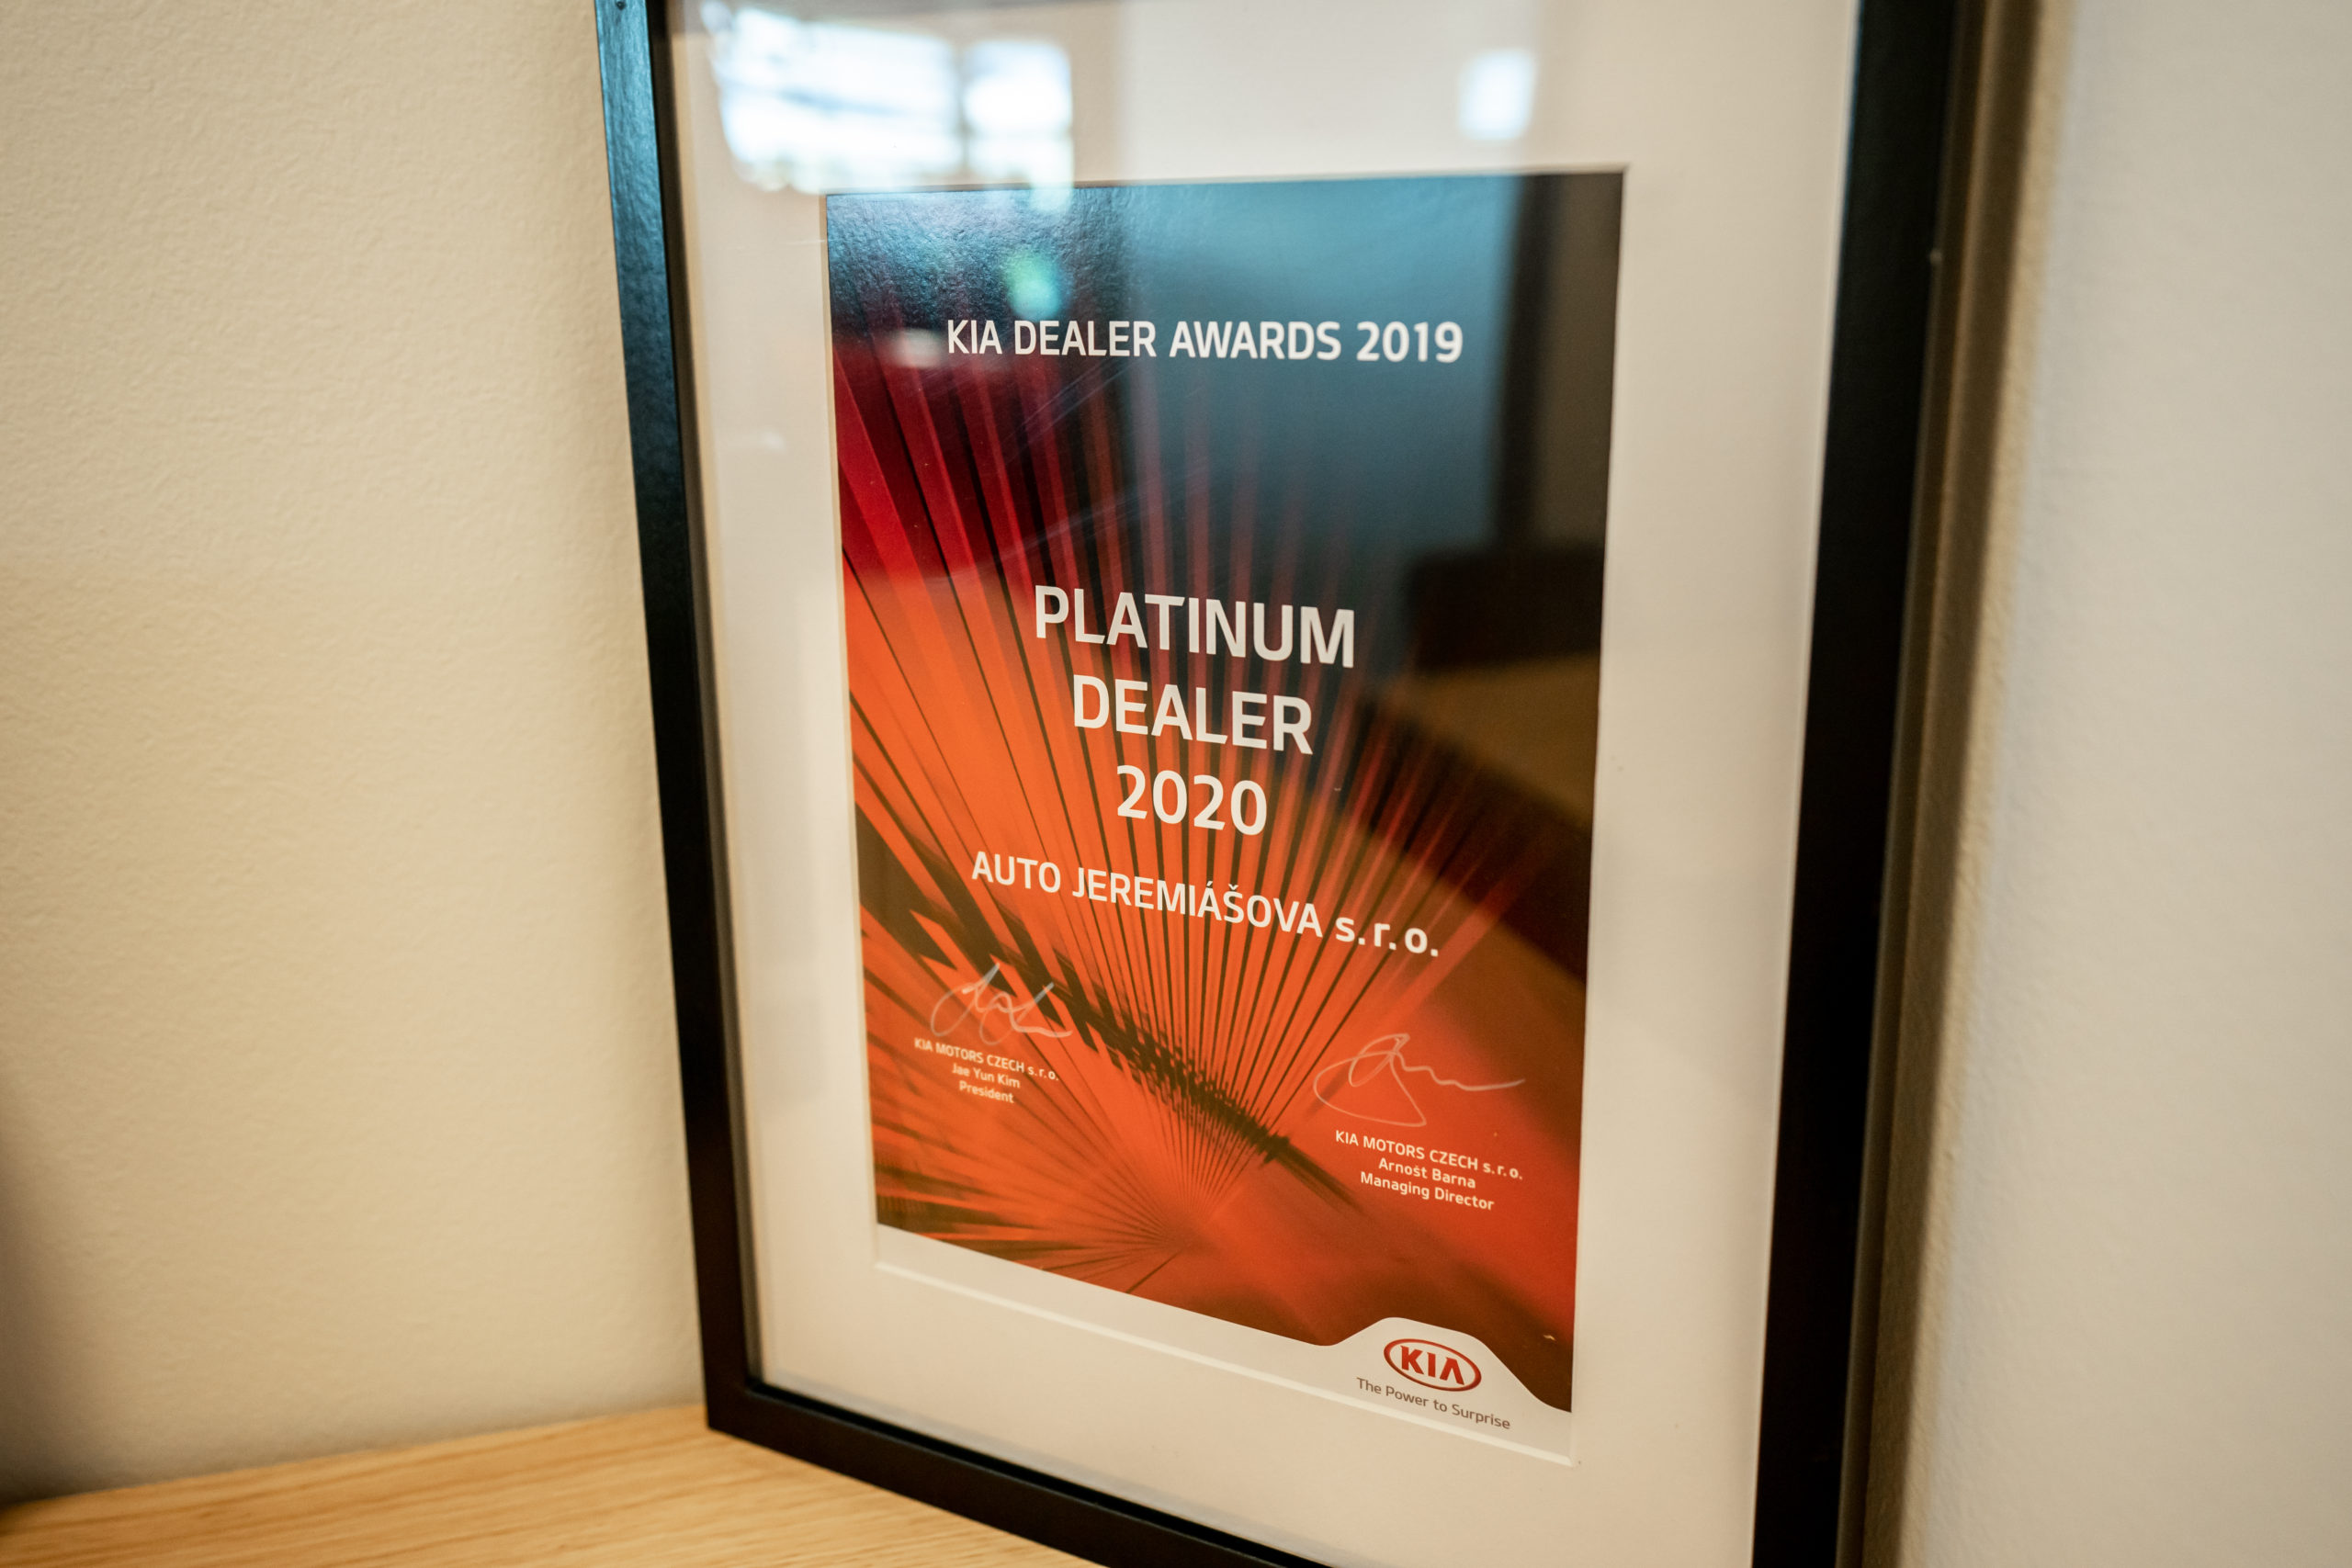 KIA DEALER AWARDS 2019
PLATINUM
DEALER
2020
AUTO JEREMIÁŠOVA s.r.o.
KIA MOTORS CZECH s.r.o.
Jae Yun Kim
President
KIA MOTORS CZECH s.r.o.
Arnošt Barna
Managing Director
KIA
The Power to Surprise